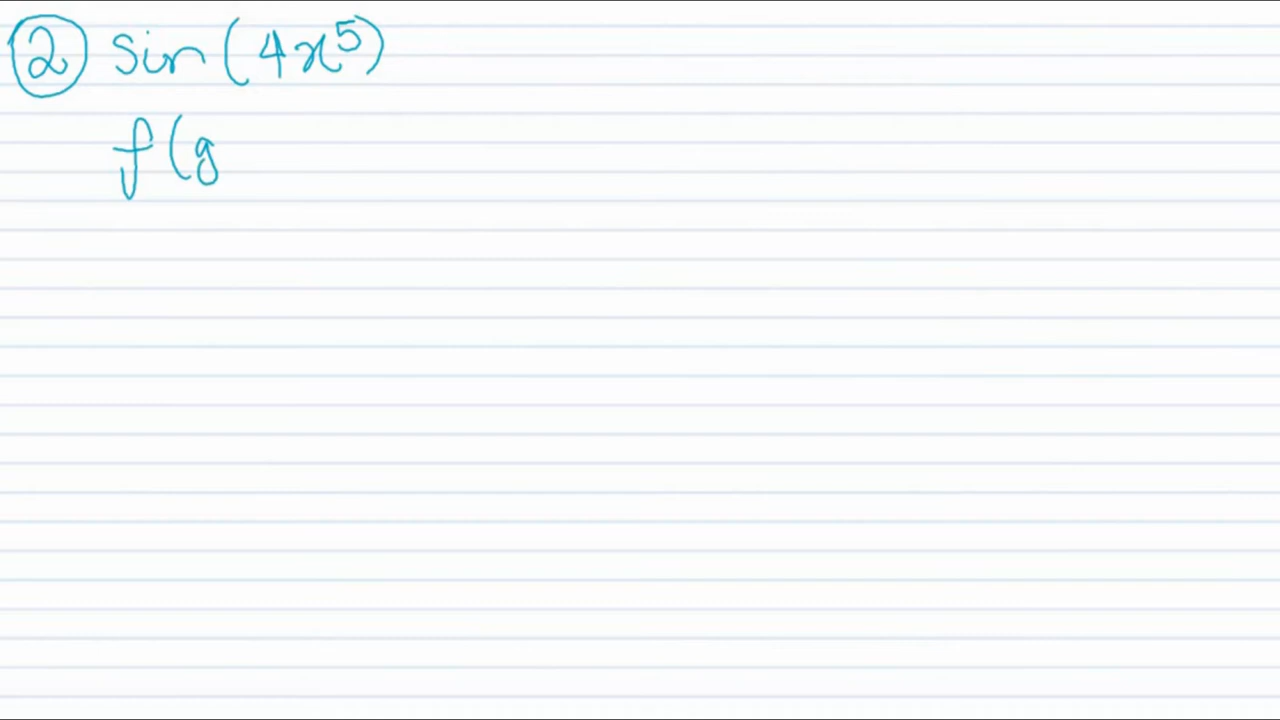 ② sin(4x⁵)
f(g